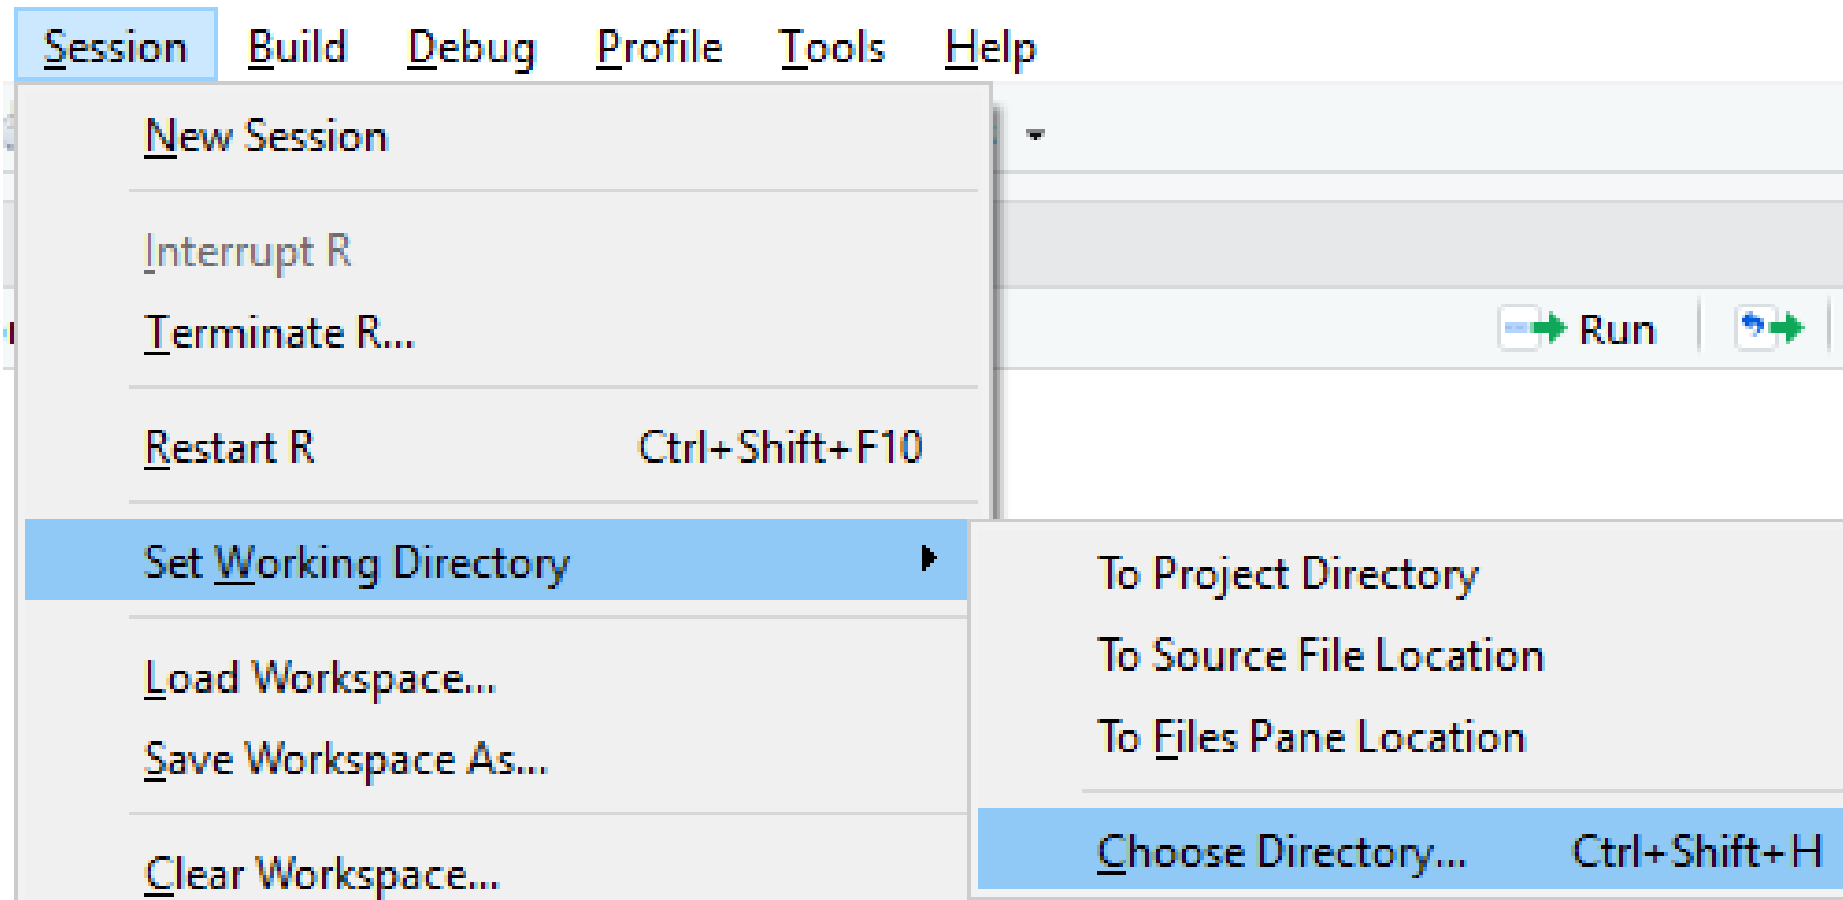 Session Build Debug Profile Tools Help
New Session
Interrupt R
Terminate R...
Run
Restart R Ctrl+Shift+F10
Set Working Directory
To Project Directory
To Source File Location
To Files Pane Location
Choose Directory... Ctrl+Shift+H
Load Workspace...
Save Workspace As...
Clear Workspace...